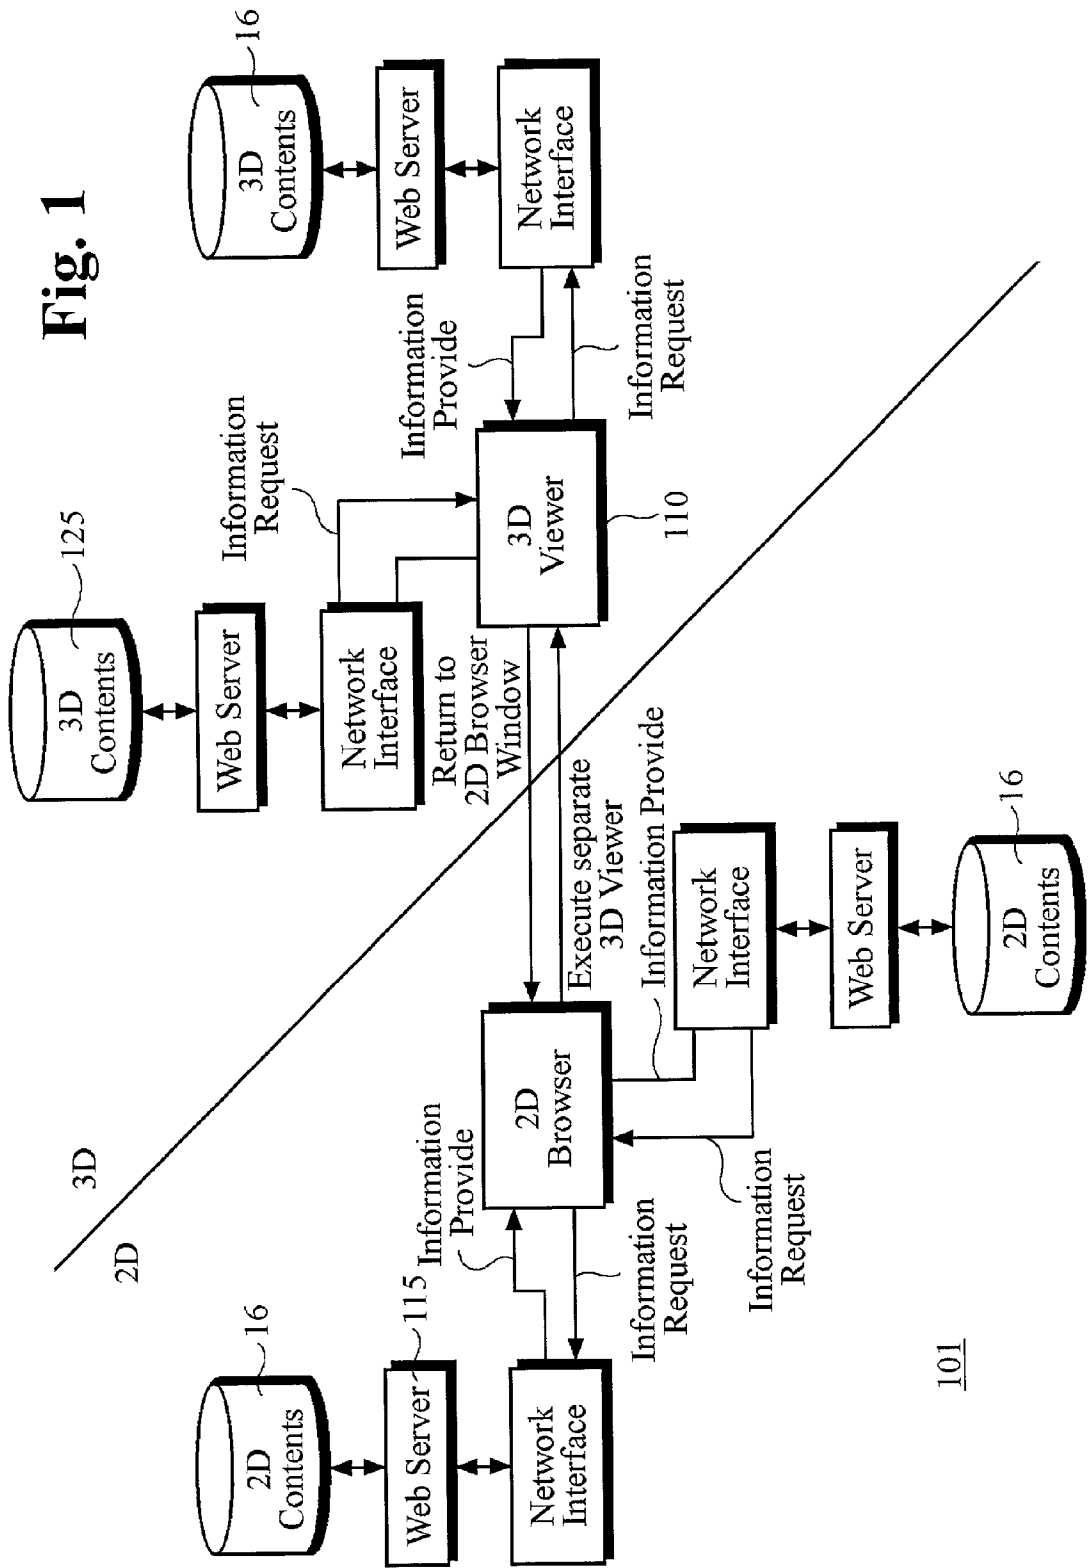 Fig. 1
3D
2D
3D
Contents
125
Web Server
Network
Interface
Information
Request
3D
Contents
16
Web Server
Network
Interface
Information
Provide
Information
Request
3D
Viewer
110
Return to
2D Browser
Window
Execute separate
3D Viewer
2D
Browser
2D
Contents
16
Web Server
115
Network
Interface
Information
Provide
Information
Request
Information Provide
Information
Request
Network
Interface
Web Server
2D
Contents
16
101